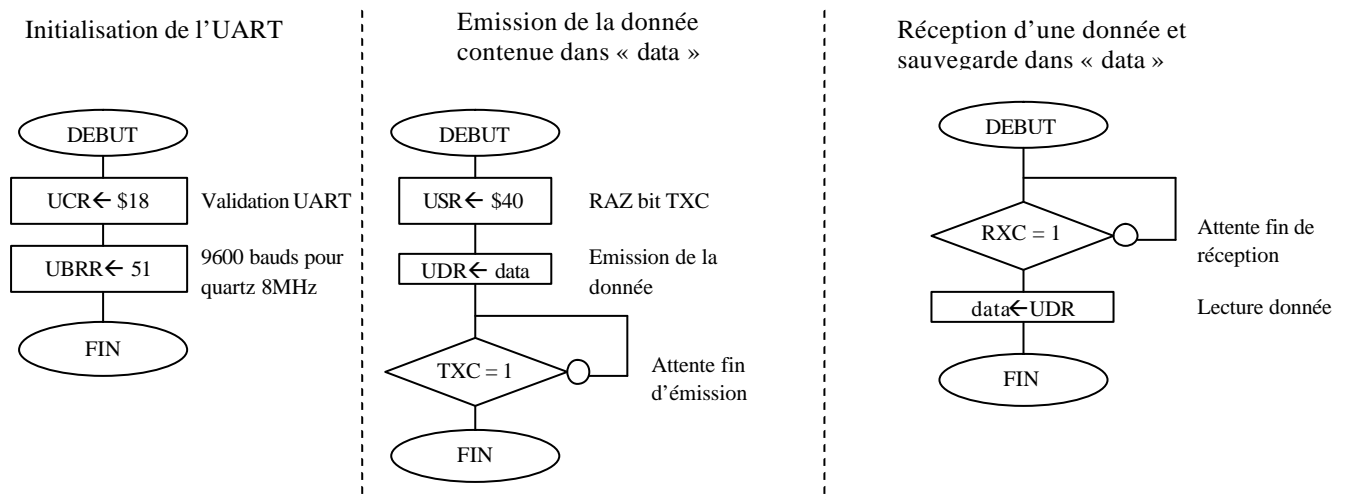 Initialisation de l’UART
DEBUT
UCR← $18
Validation UART
UBRR← 51
9600 bauds pour
quartz 8MHz
FIN
Emission de la donnée
contenue dans « data »
DEBUT
USR← $40
RAZ bit TXC
UDR← data
Emission de la
donnée
TXC = 1
Attente fin
d’émission
FIN
Réception d’une donnée et
sauvegarde dans « data »
DEBUT
RXC = 1
Attente fin de
réception
data←UDR
Lecture donnée
FIN